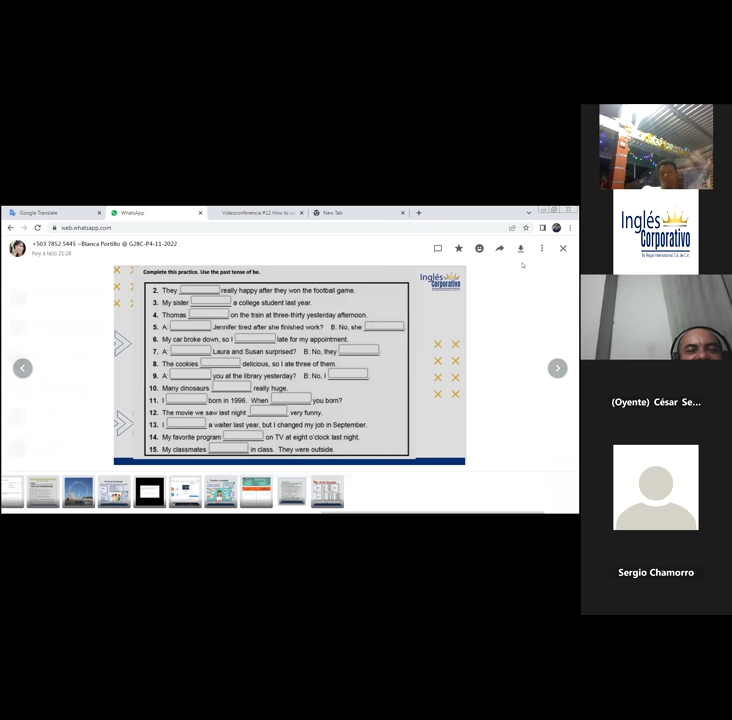 Google Translate
WhatsApp
Videoconferencia #12 How to u
New Tab
web.whatsapp.com
+503 7852 5445 ~Blanca Portillo @ G28C-P4-11-2022
hoy a la(s) 21:28
Complete this practice. Use the past tense of be.
Inglés
Corporativo
2. They really happy after they won the football game.
3. My sister a college student last year.
4. Thomas on the train at three-thirty yesterday afternoon.
5. A: Jennifer tired after she finished work? B: No, she
6. My car broke down, so I late for my appointment.
7. A: Laura and Susan surprised? B: No, they
8. The cookies delicious, so I ate three of them.
9. A: you at the library yesterday? B: No, I
10. Many dinosaurs really huge.
11. I born in 1996. When you born?
12. The movie we saw last night very funny.
13. I a waiter last year, but I changed my job in September.
14. My favorite program on TV at eight o'clock last night.
15. My classmates in class. They were outside.
Inglés
Corporativo
By Regal International, S.A. de C.V.
(Oyente) César Se...
Sergio Chamorro